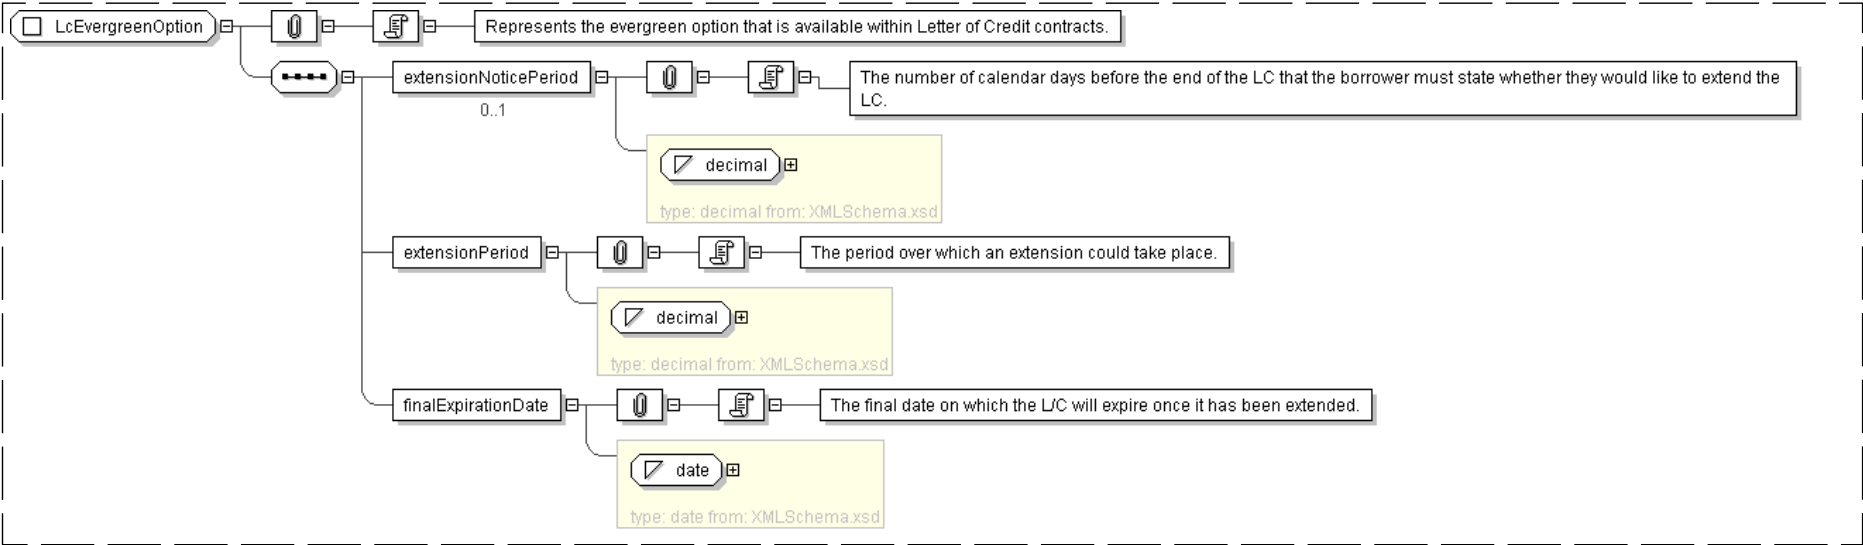 LcEvergreenOption
Represents the evergreen option that is available within Letter of Credit contracts.
extensionNoticePeriod
0..1
The number of calendar days before the end of the LC that the borrower must state whether they would like to extend the
LC.
decimal
type: decimal from: XMLSchema.xsd
extensionPeriod
The period over which an extension could take place.
decimal
type: decimal from: XMLSchema.xsd
finalExpirationDate
The final date on which the L/C will expire once it has been extended.
date
type: date from: XMLSchema.xsd